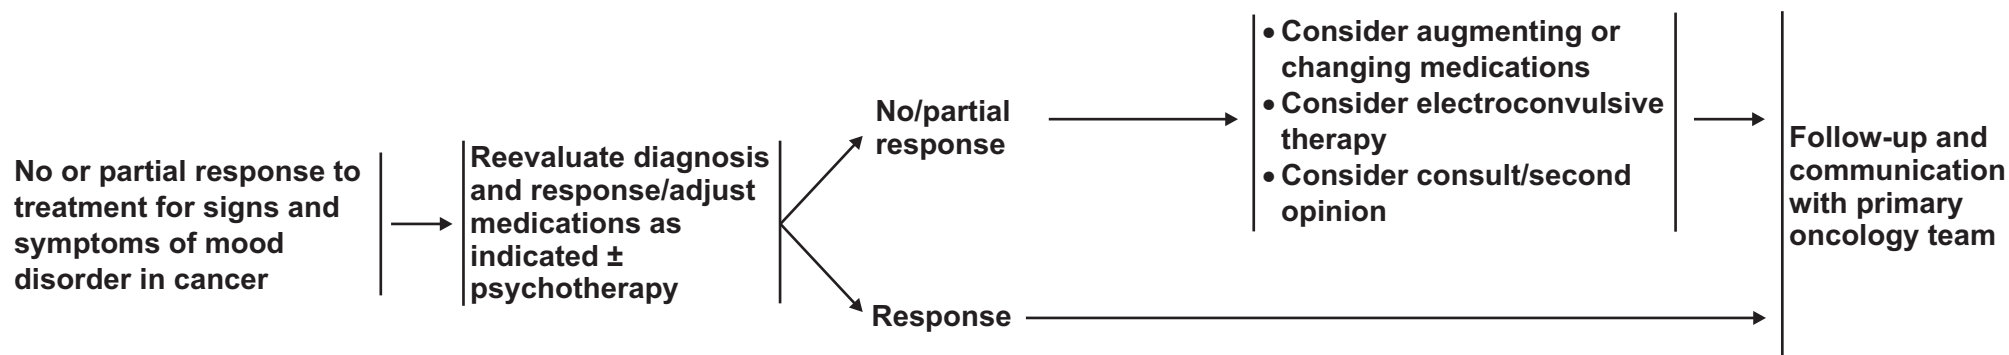 No or partial response to
treatment for signs and
symptoms of mood
disorder in cancer
Reevaluate diagnosis
and response/adjust
medications as
indicated ±
psychotherapy
No/partial
response
Response
• Consider augmenting or
changing medications
• Consider electroconvulsive
therapy
• Consider consult/second
opinion
Follow-up and
communication
with primary
oncology team